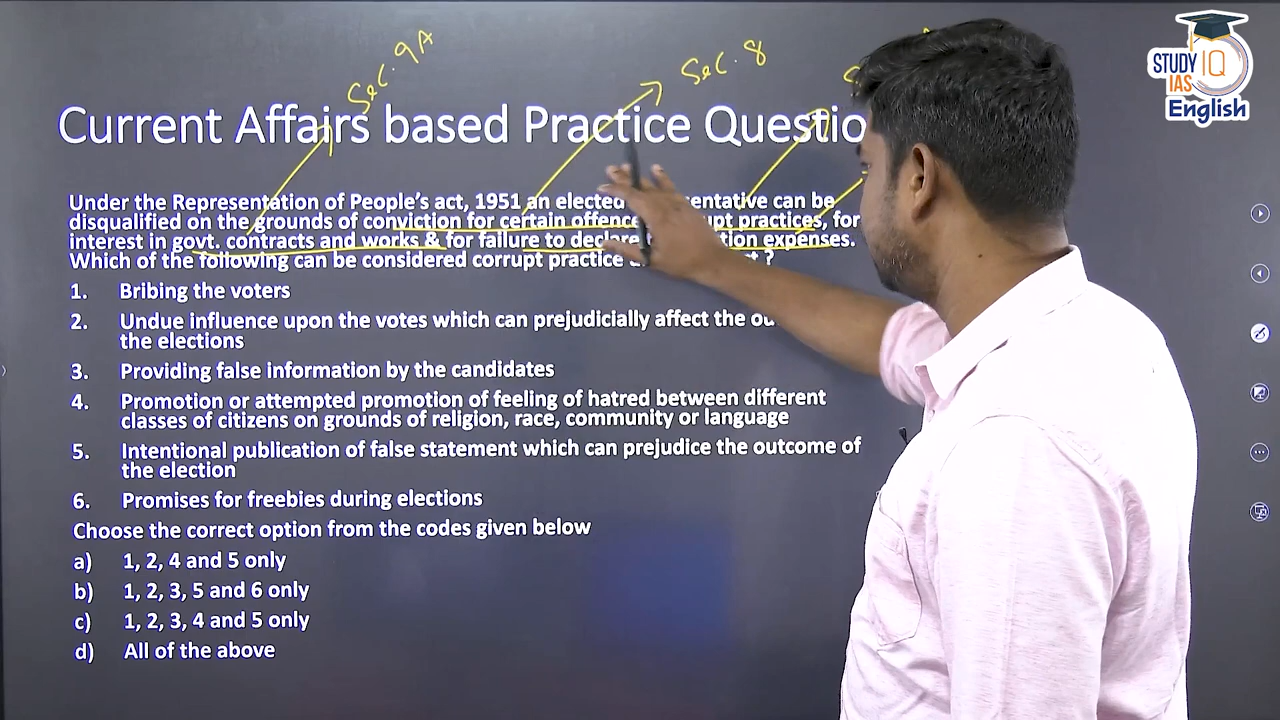 STUDY IQ
IAS
English
Sec. 9A
Sec. 8
Current Affairs based Practice Questio
Under the Representation of People's act, 1951 an elected entative can be
disqualified on the grounds of conviction for certain offence upt practices, for
interest in govt. contracts and works & for failure to declare tion expenses.
Which of the following can be considered corrupt practice t ?
1. Bribing the voters
2. Undue influence upon the votes which can prejudicially affect the ou
the elections
3. Providing false information by the candidates
4. Promotion or attempted promotion of feeling of hatred between different
classes of citizens on grounds of religion, race, community or language
5. Intentional publication of false statement which can prejudice the outcome of
the election
6. Promises for freebies during elections
Choose the correct option from the codes given below
a) 1, 2, 4 and 5 only
b) 1, 2, 3, 5 and 6 only
c) 1, 2, 3, 4 and 5 only
d) All of the above